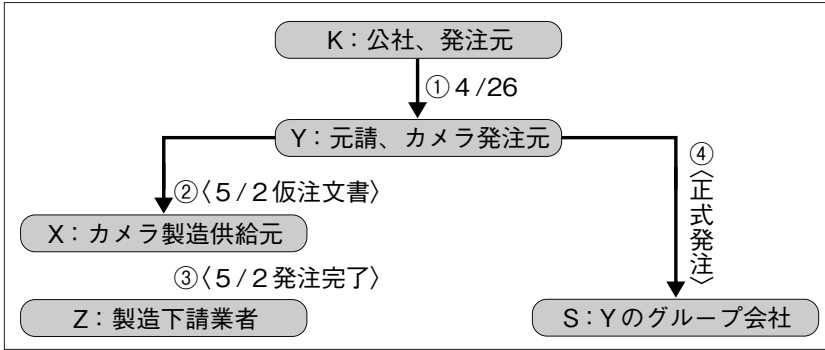 K：公社、発注元
①4/26
Y：元請、カメラ発注元
②〈5/2仮注文書〉
X：カメラ製造供給元
③〈5/2発注完了〉
Z：製造下請業者
④〈正式発注〉
S：Yのグループ会社